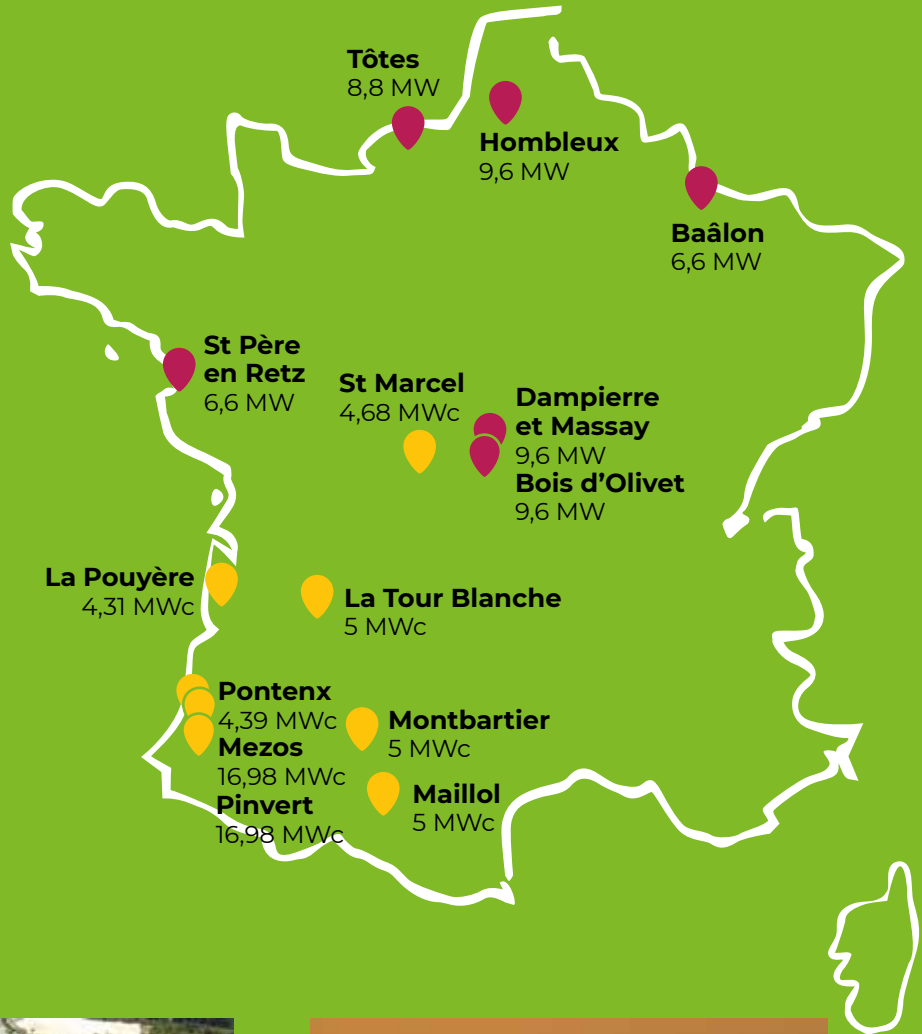 Tôtes
8,8 MW
Hombleux
9,6 MW
Baâlon
6,6 MW
St Père
en Retz
6,6 MW
St Marcel
4,68 MWc
Dampierre
et Massay
9,6 MW
Bois d’Olivet
9,6 MW
La Pouyère
4,31 MWc
La Tour Blanche
5 MWc
Pontenx
4,39 MWc
Mezos
16,98 MWc
Pinvert
16,98 MWc
Montbartier
5 MWc
Maillol
5 MWc